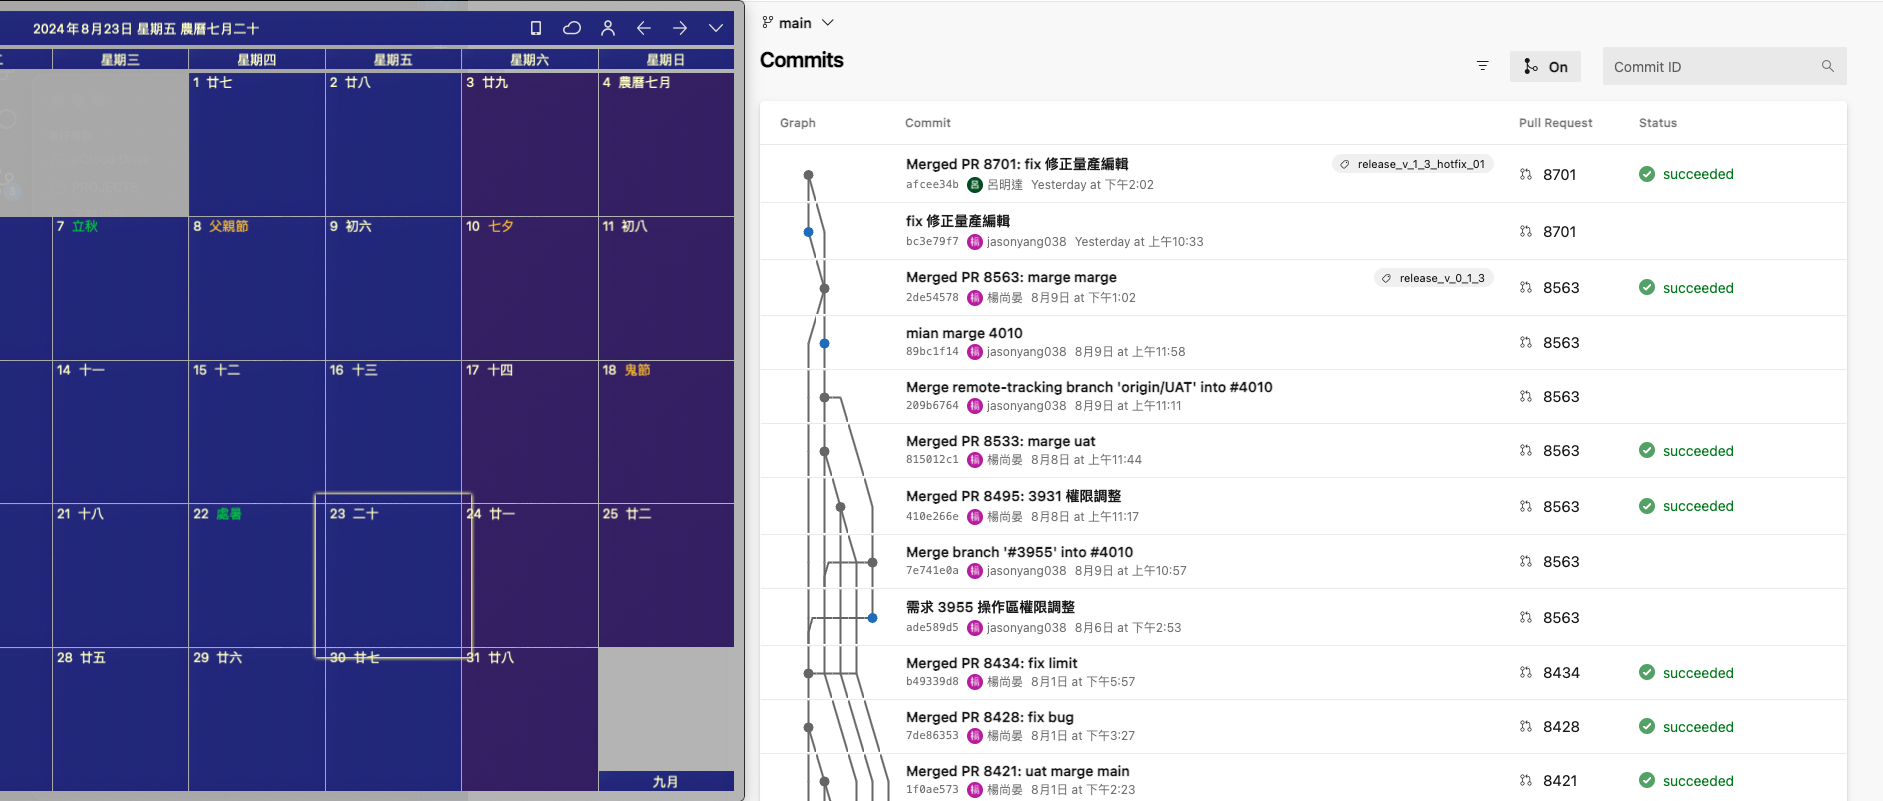 2024年8月23日 星期五 農曆七月二十
星期三 星期四 星期五 星期六 星期日
1 廿七 2 廿八 3 廿九 4 農曆七月
7 立秋 8 父親節 9 初六 10 七夕 11 初八
14 十一 15 十二 16 十三 17 十四 18 鬼節
21 十八 22 處暑 23 二十 24 廿一 25 廿二
28 廿五 29 廿六 30 廿七 31 廿八
九月
main
Commits
On
Commit ID
Graph Commit Pull Request Status
Merged PR 8701: fix 修正量產編輯 release_v_1_3_hotfix_01
afcee34b 呂 呂明達 Yesterday at 下午2:02 8701 succeeded
fix 修正量產編輯
bc3e79f7 楊 jasonyang038 Yesterday at 上午10:33 8701
Merged PR 8563: marge marge release_v_0_1_3
2de54578 楊 楊尚晏 8月9日 at 下午1:02 8563 succeeded
mian marge 4010
89bc1f14 楊 jasonyang038 8月9日 at 上午11:58 8563
Merge remote-tracking branch 'origin/UAT' into #4010
209b6764 楊 jasonyang038 8月9日 at 上午11:11 8563
Merged PR 8533: marge uat
815012c1 楊 楊尚晏 8月8日 at 上午11:44 8563 succeeded
Merged PR 8495: 3931 權限調整
410e266e 楊 楊尚晏 8月8日 at 上午11:17 8563 succeeded
Merge branch '#3955' into #4010
7e741e0a 楊 jasonyang038 8月9日 at 上午10:57 8563
需求 3955 操作區權限調整
ade589d5 楊 jasonyang038 8月6日 at 下午2:53 8563
Merged PR 8434: fix limit
b49339d8 楊 楊尚晏 8月1日 at 下午5:57 8434 succeeded
Merged PR 8428: fix bug
7de86353 楊 楊尚晏 8月1日 at 下午3:27 8428 succeeded
Merged PR 8421: uat marge main
1f0ae573 楊 楊尚晏 8月1日 at 下午2:23 8421 succeeded